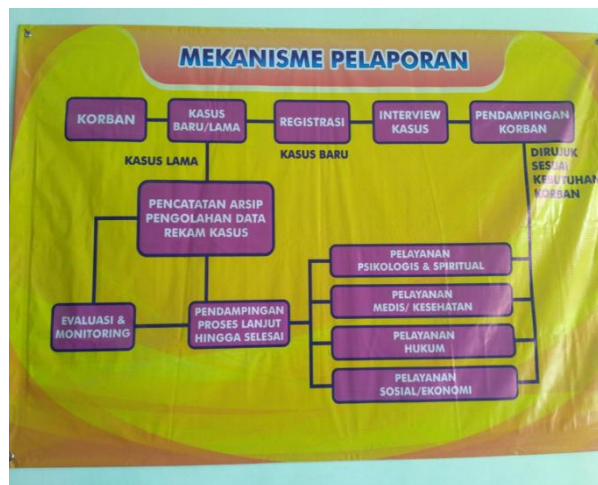 MEKANISME PELAPORAN
KORBAN
KASUS
BARU/LAMA
REGISTRASI
INTERVIEW
KASUS
PENDAMPINGAN
KORBAN
KASUS LAMA
KASUS BARU
DIRUJUK
SESUAI
KEBUTUHAN
KORBAN
PENCATATAN ARSIP
PENGOLAHAN DATA
REKAM KASUS
PELAYANAN
PSIKOLOGIS & SPIRITUAL
EVALUASI &
MONITORING
PENDAMPINGAN
PROSES LANJUT
HINGGA SELESAI
PELAYANAN
MEDIS/ KESEHATAN
PELAYANAN
HUKUM
PELAYANAN
SOSIAL/EKONOMI